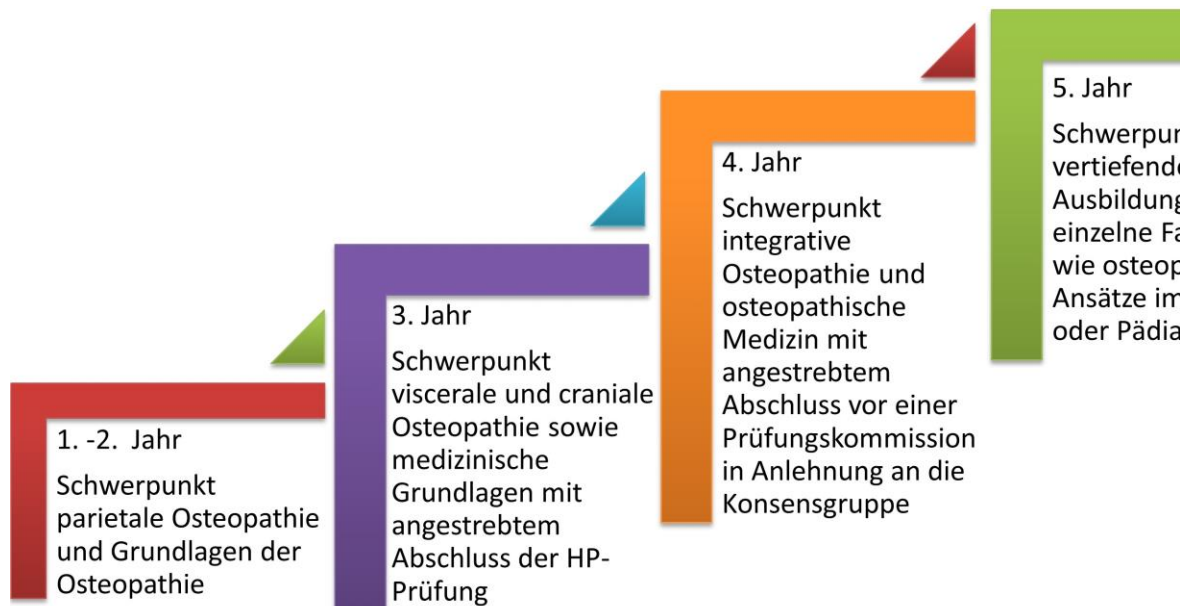 1. -2. Jahr
Schwerpunkt
parietale Osteopathie
und Grundlagen der
Osteopathie
3. Jahr
Schwerpunkt
viscerale und craniale
Osteopathie sowie
medizinische
Grundlagen mit
angestrebtem
Abschluss der HP-
Prüfung
4. Jahr
Schwerpunkt
integrative
Osteopathie und
osteopathische
Medizin mit
angestrebtem
Abschluss vor einer
Prüfungskommission
in Anlehnung an die
Konsensgruppe
5. Jahr
einzelne
wie
Ansätze im
oder